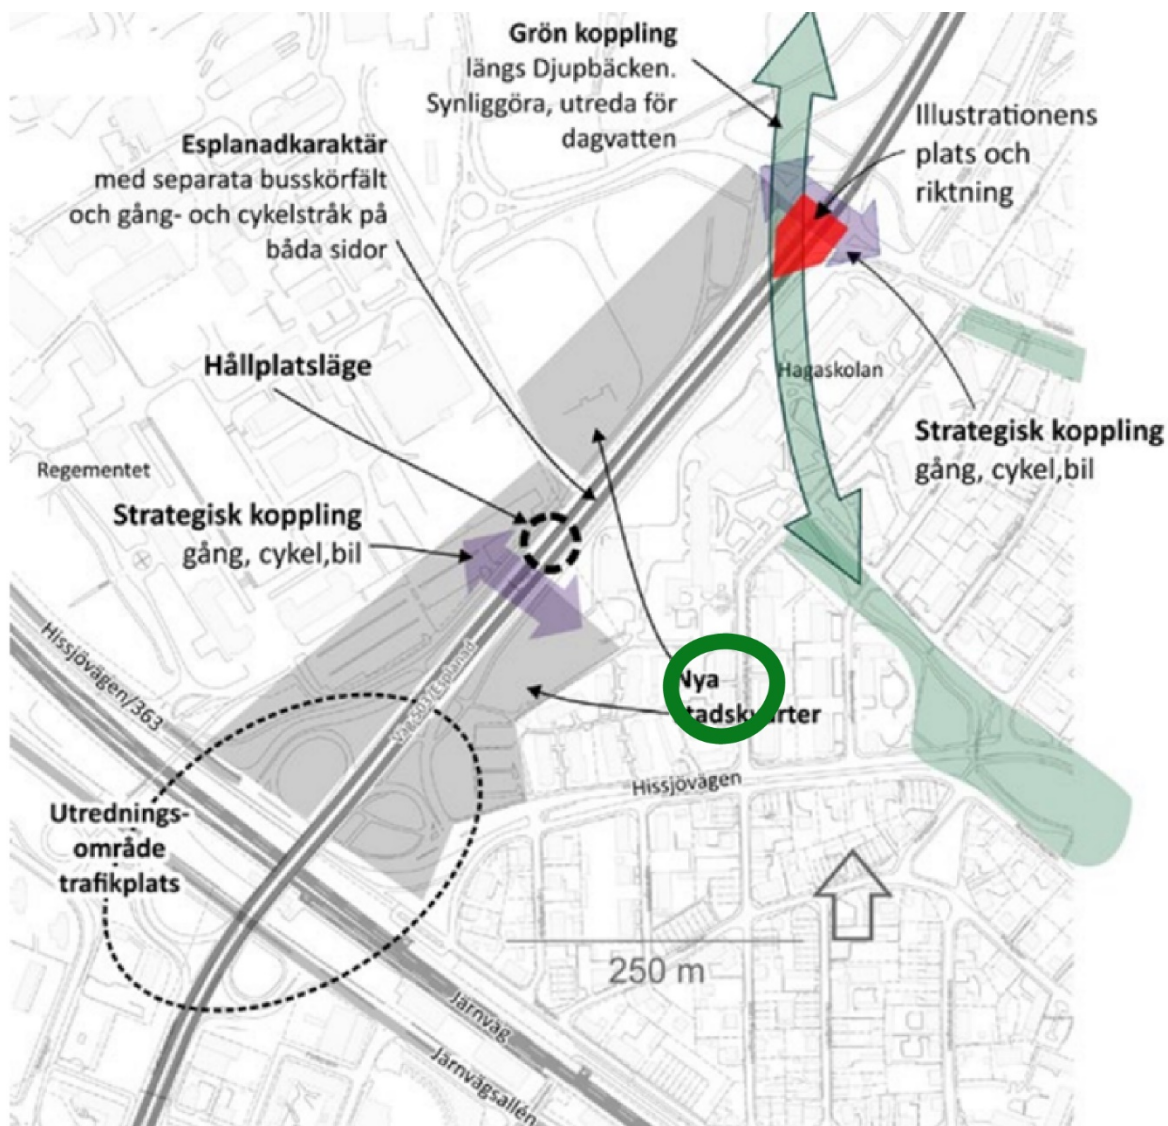 Grön koppling
längs Djupbäcken.
Synliggöra, utreda för
dagvatten
Illustrationens
plats och
riktning
Esplanadkaraktär
med separata busskörfält
och gång- och cykelstråk på
båda sidor
Hållplatsläge
Hagaskolan
Strategisk koppling
gång, cykel,bil
Regementet
Strategisk koppling
gång, cykel,bil
Hissjövägen/363
Esplanad
Nya
Hissjövägen
Utrednings-
område
trafikplats
250 m
Järnväg
Järnvägsallén